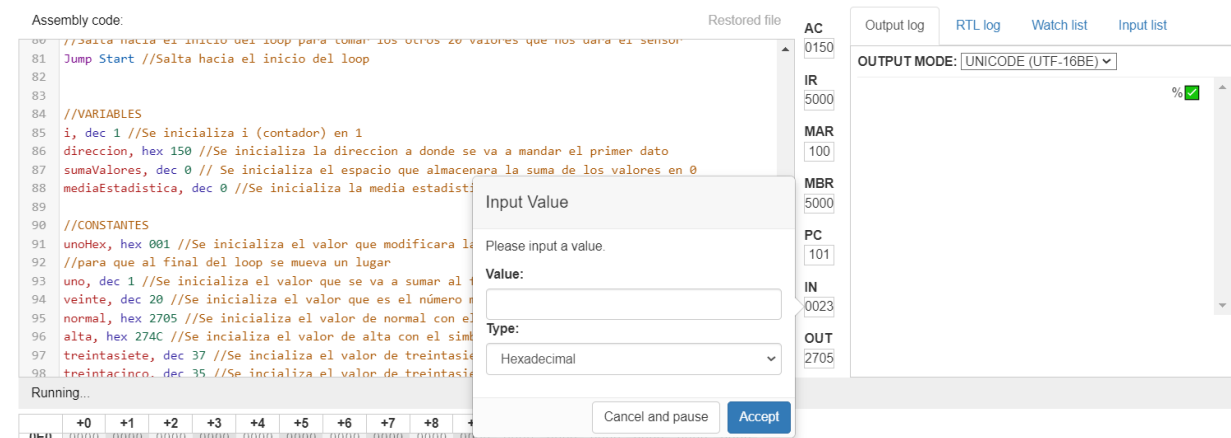 Assembly code:
Restored file
80 //Salta hacia el inicio del loop para tomar los otros 20 valores que nos dara el sensor
81 Jump Start //Salta hacia el inicio del loop
82
83
84 //VARIABLES
85 i, dec 1 //Se inicializa i (contador) en 1
86 direccion, hex 150 //Se inicializa la direccion a donde se va a mandar el primer dato
87 sumaValores, dec 0 // Se inicializa el espacio que almacenara la suma de los valores en 0
88 mediaEstadistica, dec 0 //Se inicializa la media
89
90 //CONSTANTES
91 unoHex, hex 001 //Se inicializa el valor que modificara
92 //para que al final del loop se mueva un lugar
93 uno, dec 1 //Se inicializa el valor que se va a sumar al
94 veinte, dec 20 //Se inicializa el valor que es el número
95 normal, hex 2705 //Se inicializa el valor de normal con
96 alta, hex 274C //Se incializa el valor de alta con el
97 treintasiete, dec 37 //Se incializa el valor de
98 treintacinco, dec 35 //Se incializa el valor de
Running...
+0 +1 +2 +3 +4 +5 +6 +7 +8
0F0 0000 0000 0000 0000 0000 0000 0000 0000 0000
Input Value
Please input a value.
Value:
Type:
Hexadecimal
Cancel and pause
Accept
AC
0150
IR
5000
MAR
100
MBR
5000
PC
101
IN
0023
OUT
2705
Output log RTL log Watch list Input list
OUTPUT MODE: UNICODE (UTF-16BE)
%✅